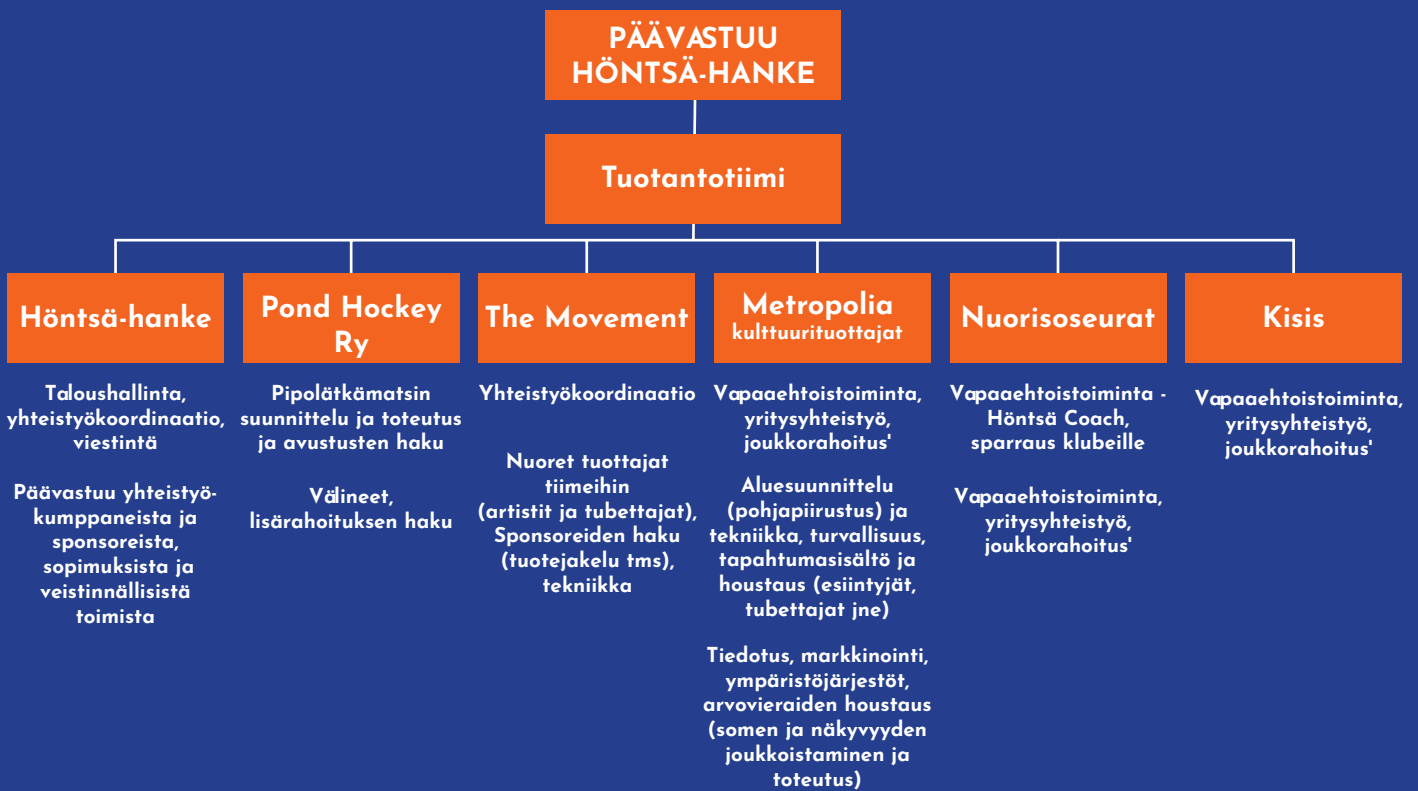 PÄÄVASTUU
HÖNTSÄ-HANKE
Tuotantotiimi
Höntsä-hanke
Taloushallinta,
yhteistyökoordinaatio,
viestintä
Päävastuu yhteistyö-
kumppaneista ja
sponsoreista,
sopimuksista ja
veistinnällisistä
toimista
Pond Hockey
Ry
Pipolätkämatsin
suunnittelu ja toteutus
ja avustusten haku
Välineet,
lisärahoituksen haku
The Movement
Yhteistyökoordinaatio
Nuoret tuottajat
tiimeihin
(artistit ja tubettajat),
Sponsoreiden haku
(tuotejakelu tms),
tekniikka
Metropolia
kulttuurituottajat
Vapaaehtoistoiminta,
yritysyhteistyö,
joukkorahoitus'
Aluesuunnittelu
(pohjapiirustus) ja
tekniikka, turvallisuus,
tapahtumasisältö ja
houstaus (esiintyjät,
tubettajat jne)
Tiedotus, markkinointi,
ympäristöjärjestöt,
arvovieraiden houstaus
(somen ja näkyvyyden
joukkoistaminen ja
toteutus)
Nuorisoseurat
Vapaaehtoistoiminta -
Höntsä Coach,
sparraus klubeille
Vapaaehtoistoiminta,
yritysyhteistyö,
joukkorahoitus'
Kisis
Vapaaehtoistoiminta,
yritysyhteistyö,
joukkorahoitus'